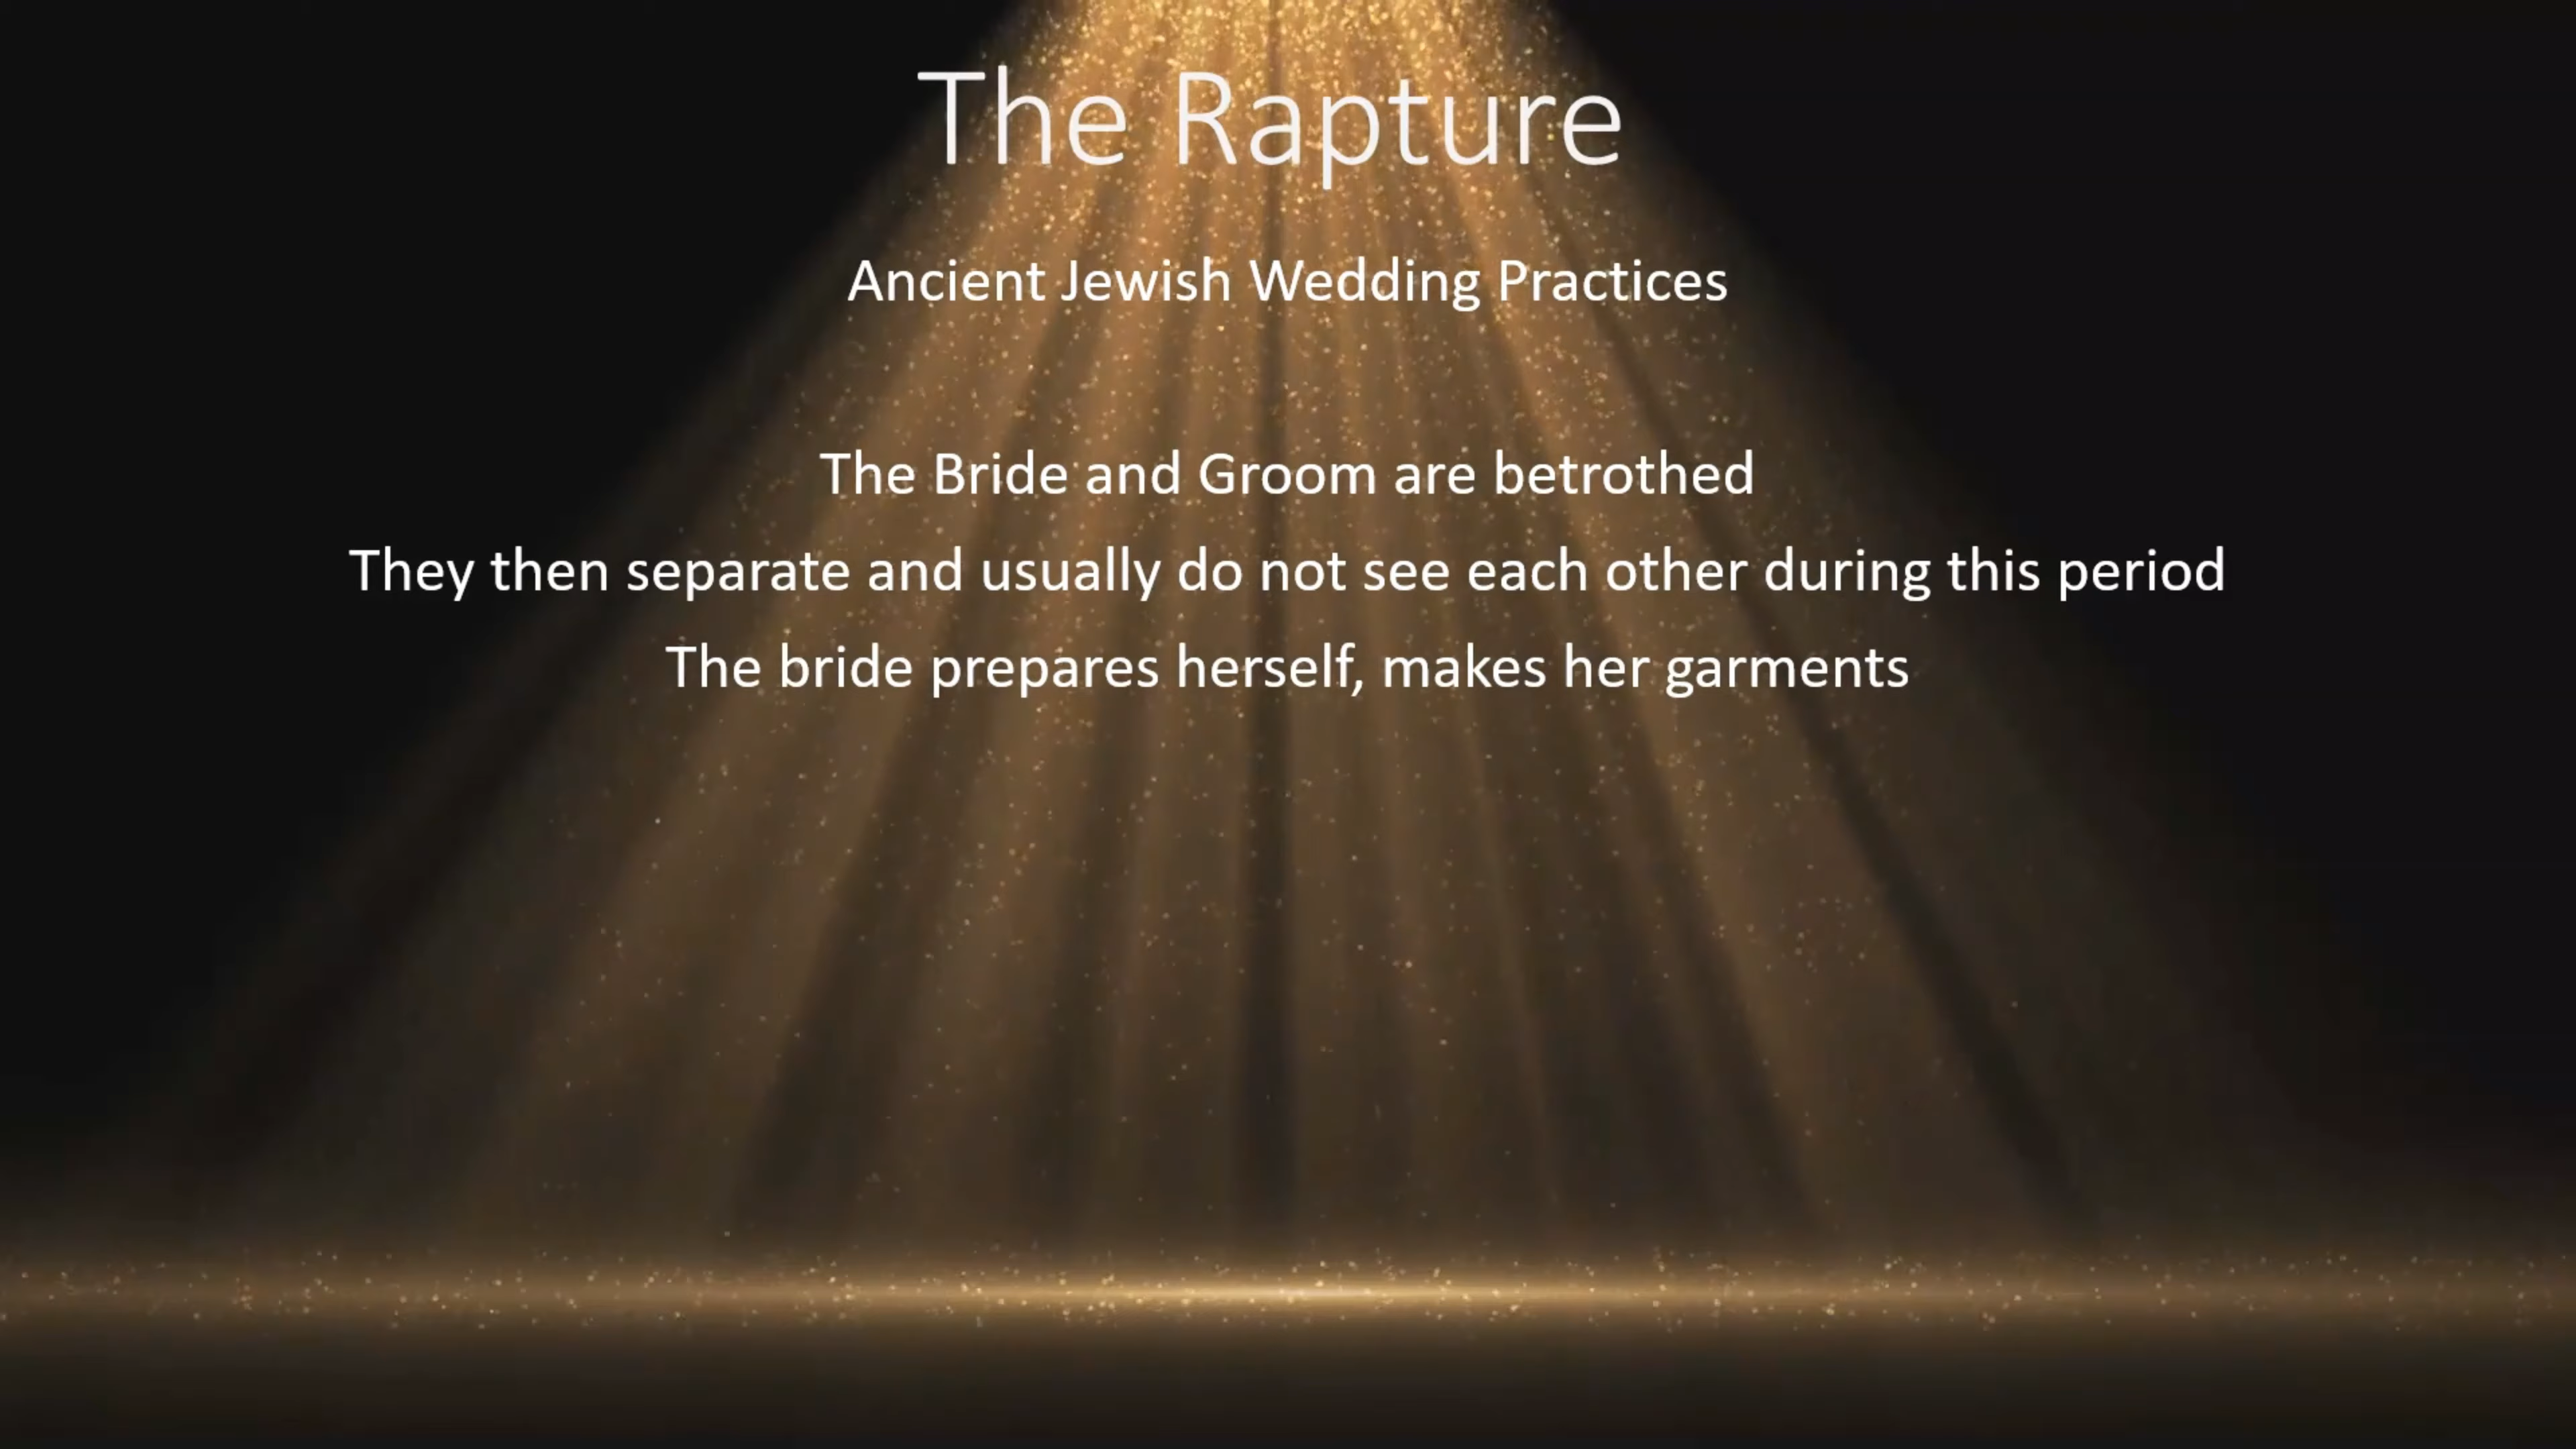 The Rapture
Ancient Jewish Wedding Practices
The Bride and Groom are betrothed
They then separate and usually do not see each other during this period
The bride prepares herself, makes her garments